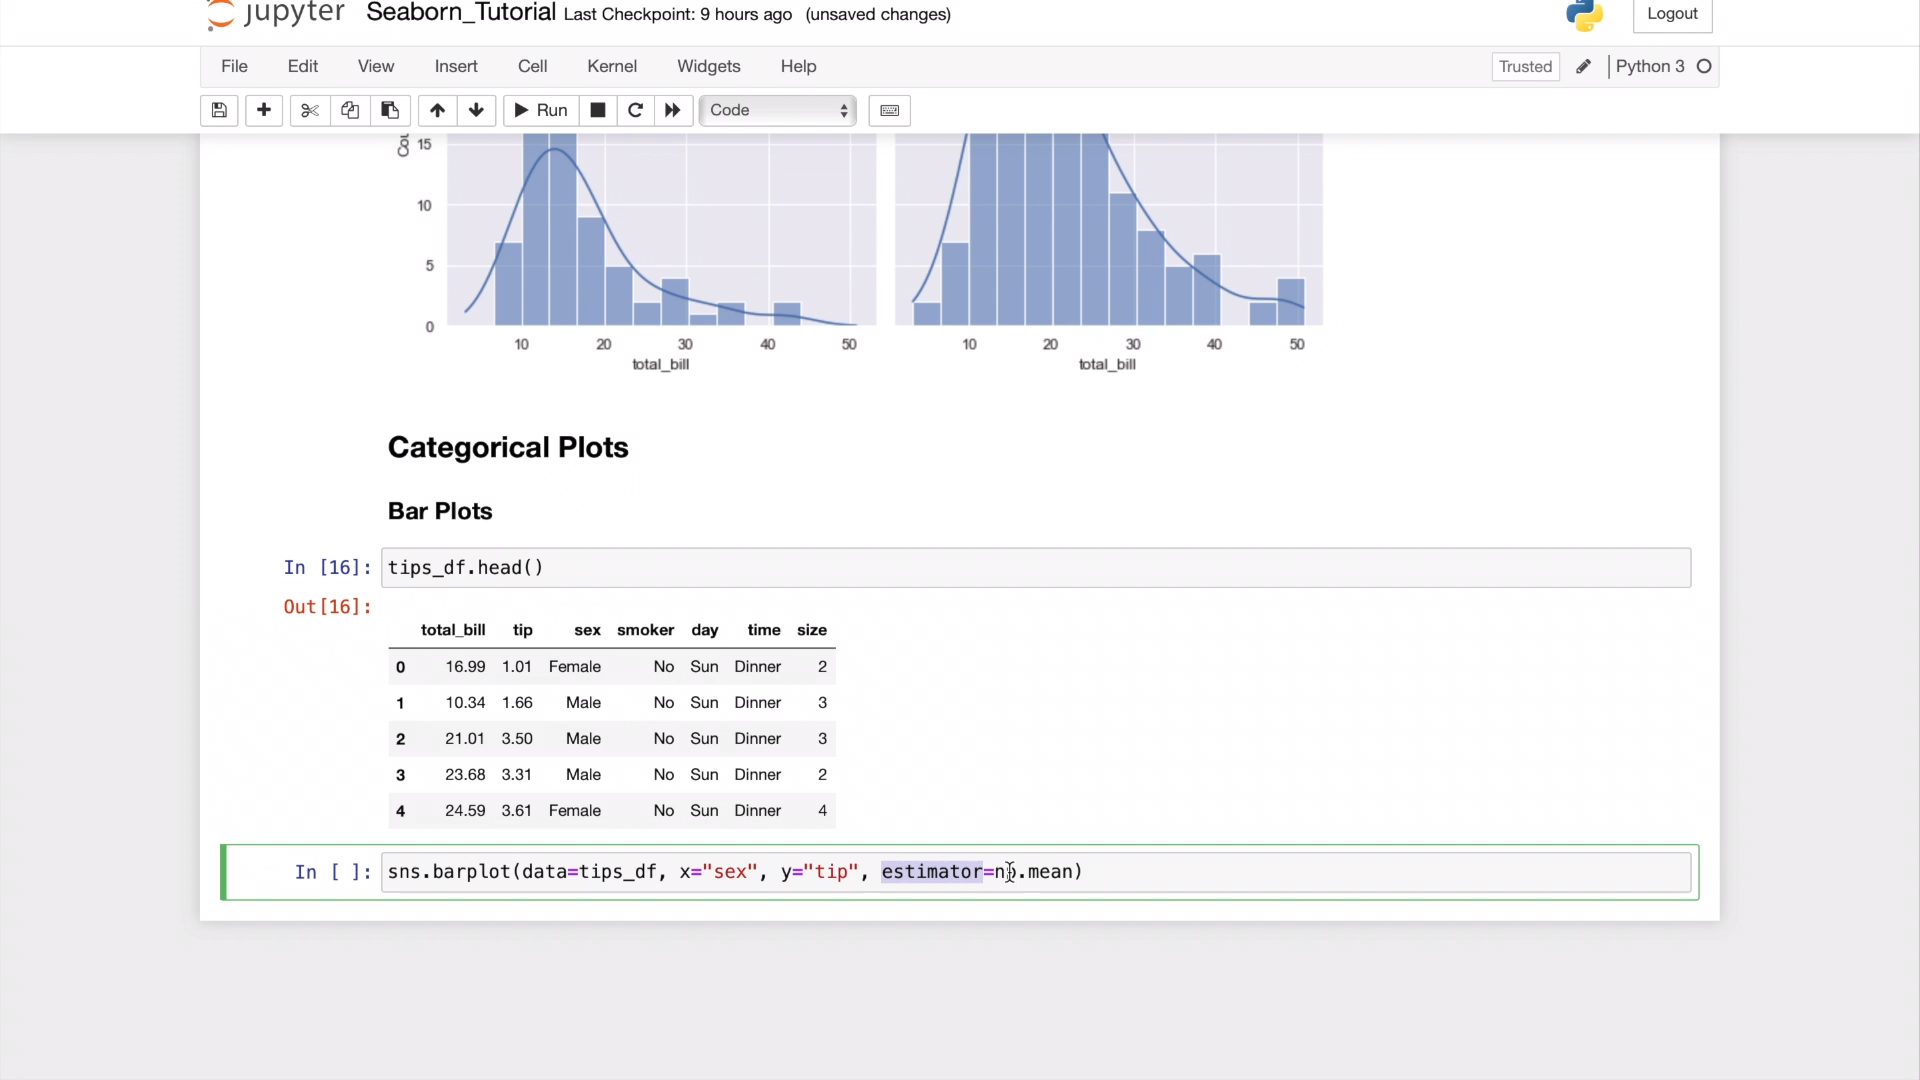 jupyter Seaborn_Tutorial Last Checkpoint: 9 hours ago (unsaved changes) Logout
File Edit View Insert Cell Kernel Widgets Help Trusted Python 3
Run Code
15
10
5
0
10 20 30 40 50 10 20 30 40 50
total_bill total_bill
Categorical Plots
Bar Plots
In [16]: tips_df.head()
Out[16]:
total_bill tip sex smoker day time size
0 16.99 1.01 Female No Sun Dinner 2
1 10.34 1.66 Male No Sun Dinner 3
2 21.01 3.50 Male No Sun Dinner 3
3 23.68 3.31 Male No Sun Dinner 2
4 24.59 3.61 Female No Sun Dinner 4
In [ ]: sns.barplot(data=tips_df, x="sex", y="tip", estimator=np.mean)